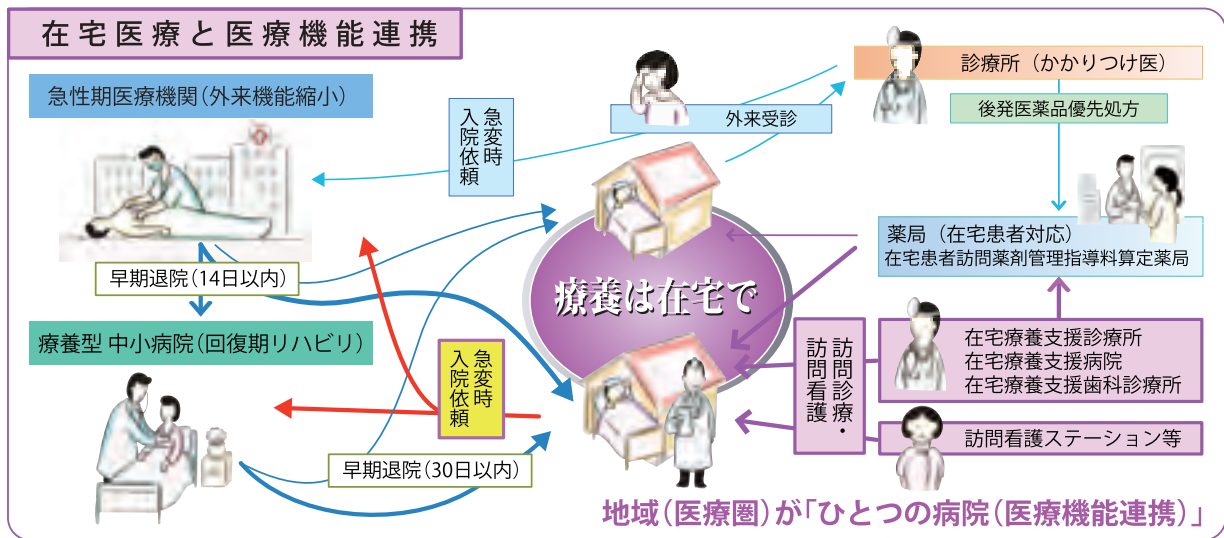 在宅医療と医療機能連携
急性期医療機関（外来機能縮小）
急変時
入院依頼
外来受診
診療所（かかりつけ医）
後発医薬品優先処方
薬局（在宅患者対応）
在宅患者訪問薬剤管理指導料算定薬局
早期退院（14日以内）
療養は在宅で
療養型 中小病院（回復期リハビリ）
急変時
入院依頼
訪問診療・
訪問看護
在宅療養支援診療所
在宅療養支援病院
在宅療養支援歯科診療所
訪問看護ステーション等
早期退院（30日以内）
地域（医療圏）が「ひとつの病院（医療機能連携）」